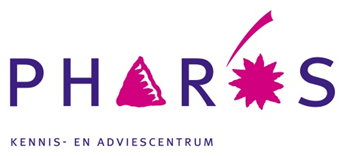 PHAROS
KENNIS- EN ADVIESCENTRUM